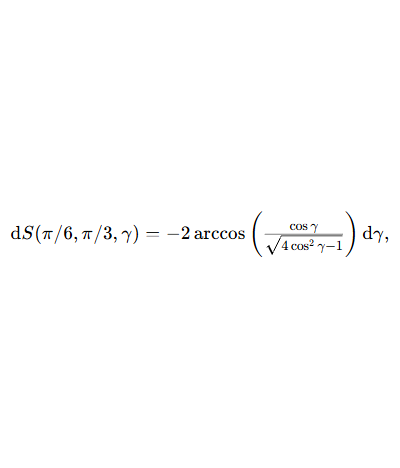 dS(π/6, π/3, γ) = −2 arccos (cos γ / √(4 cos² γ−1)) dγ,